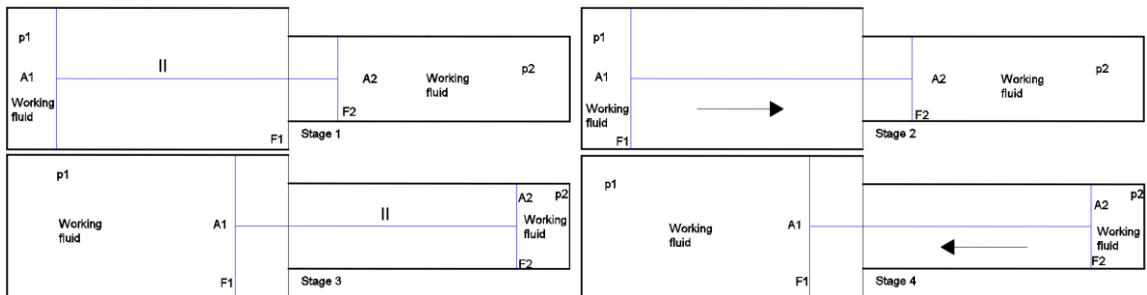 p1
II
A1
A2
Working
fluid
p2
Working
fluid
F2
F1
Stage 1
p1
A1
A2
Working
fluid
p2
Working
fluid
F2
F1
Stage 2
p1
Working
fluid
A1
II
A2
p2
Working
fluid
F2
F1
Stage 3
p1
Working
fluid
A1
A2
p2
Working
fluid
F2
F1
Stage 4